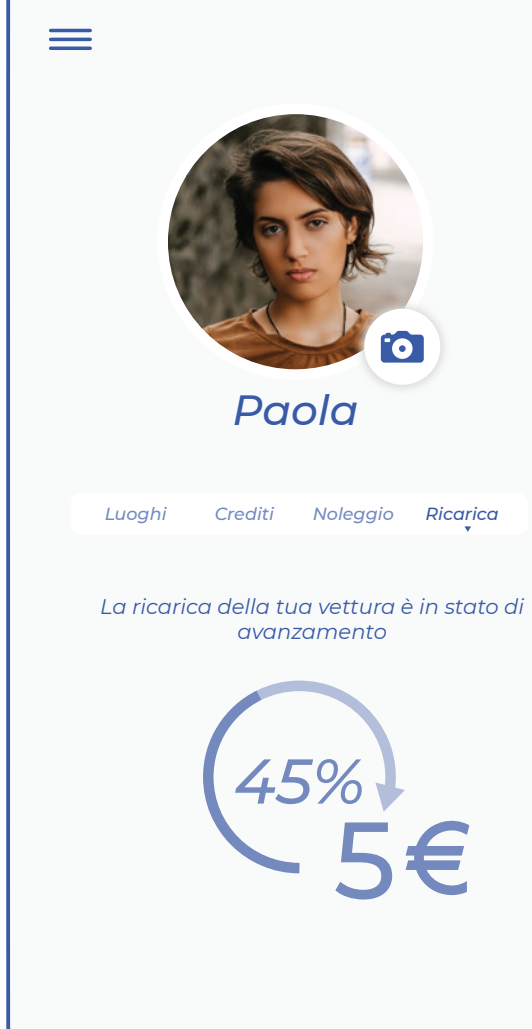 Paola
Luoghi Crediti Noleggio Ricarica
La ricarica della tua vettura è in stato di
avanzamento
45%
5€